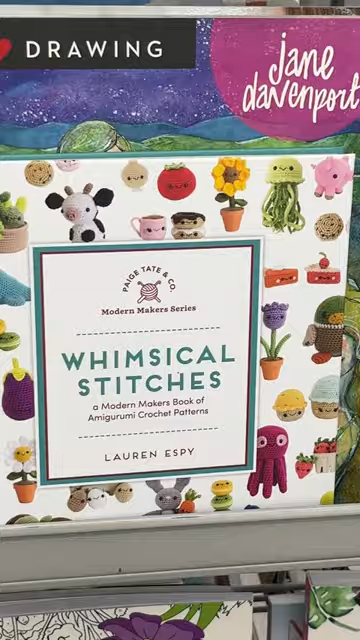 DRAWING
jane
davenport
PAIGE TATE & CO.
Modern Makers Series
WHIMSICAL
STITCHES
a Modern Makers Book of
Amigurumi Crochet Patterns
LAUREN ESPY